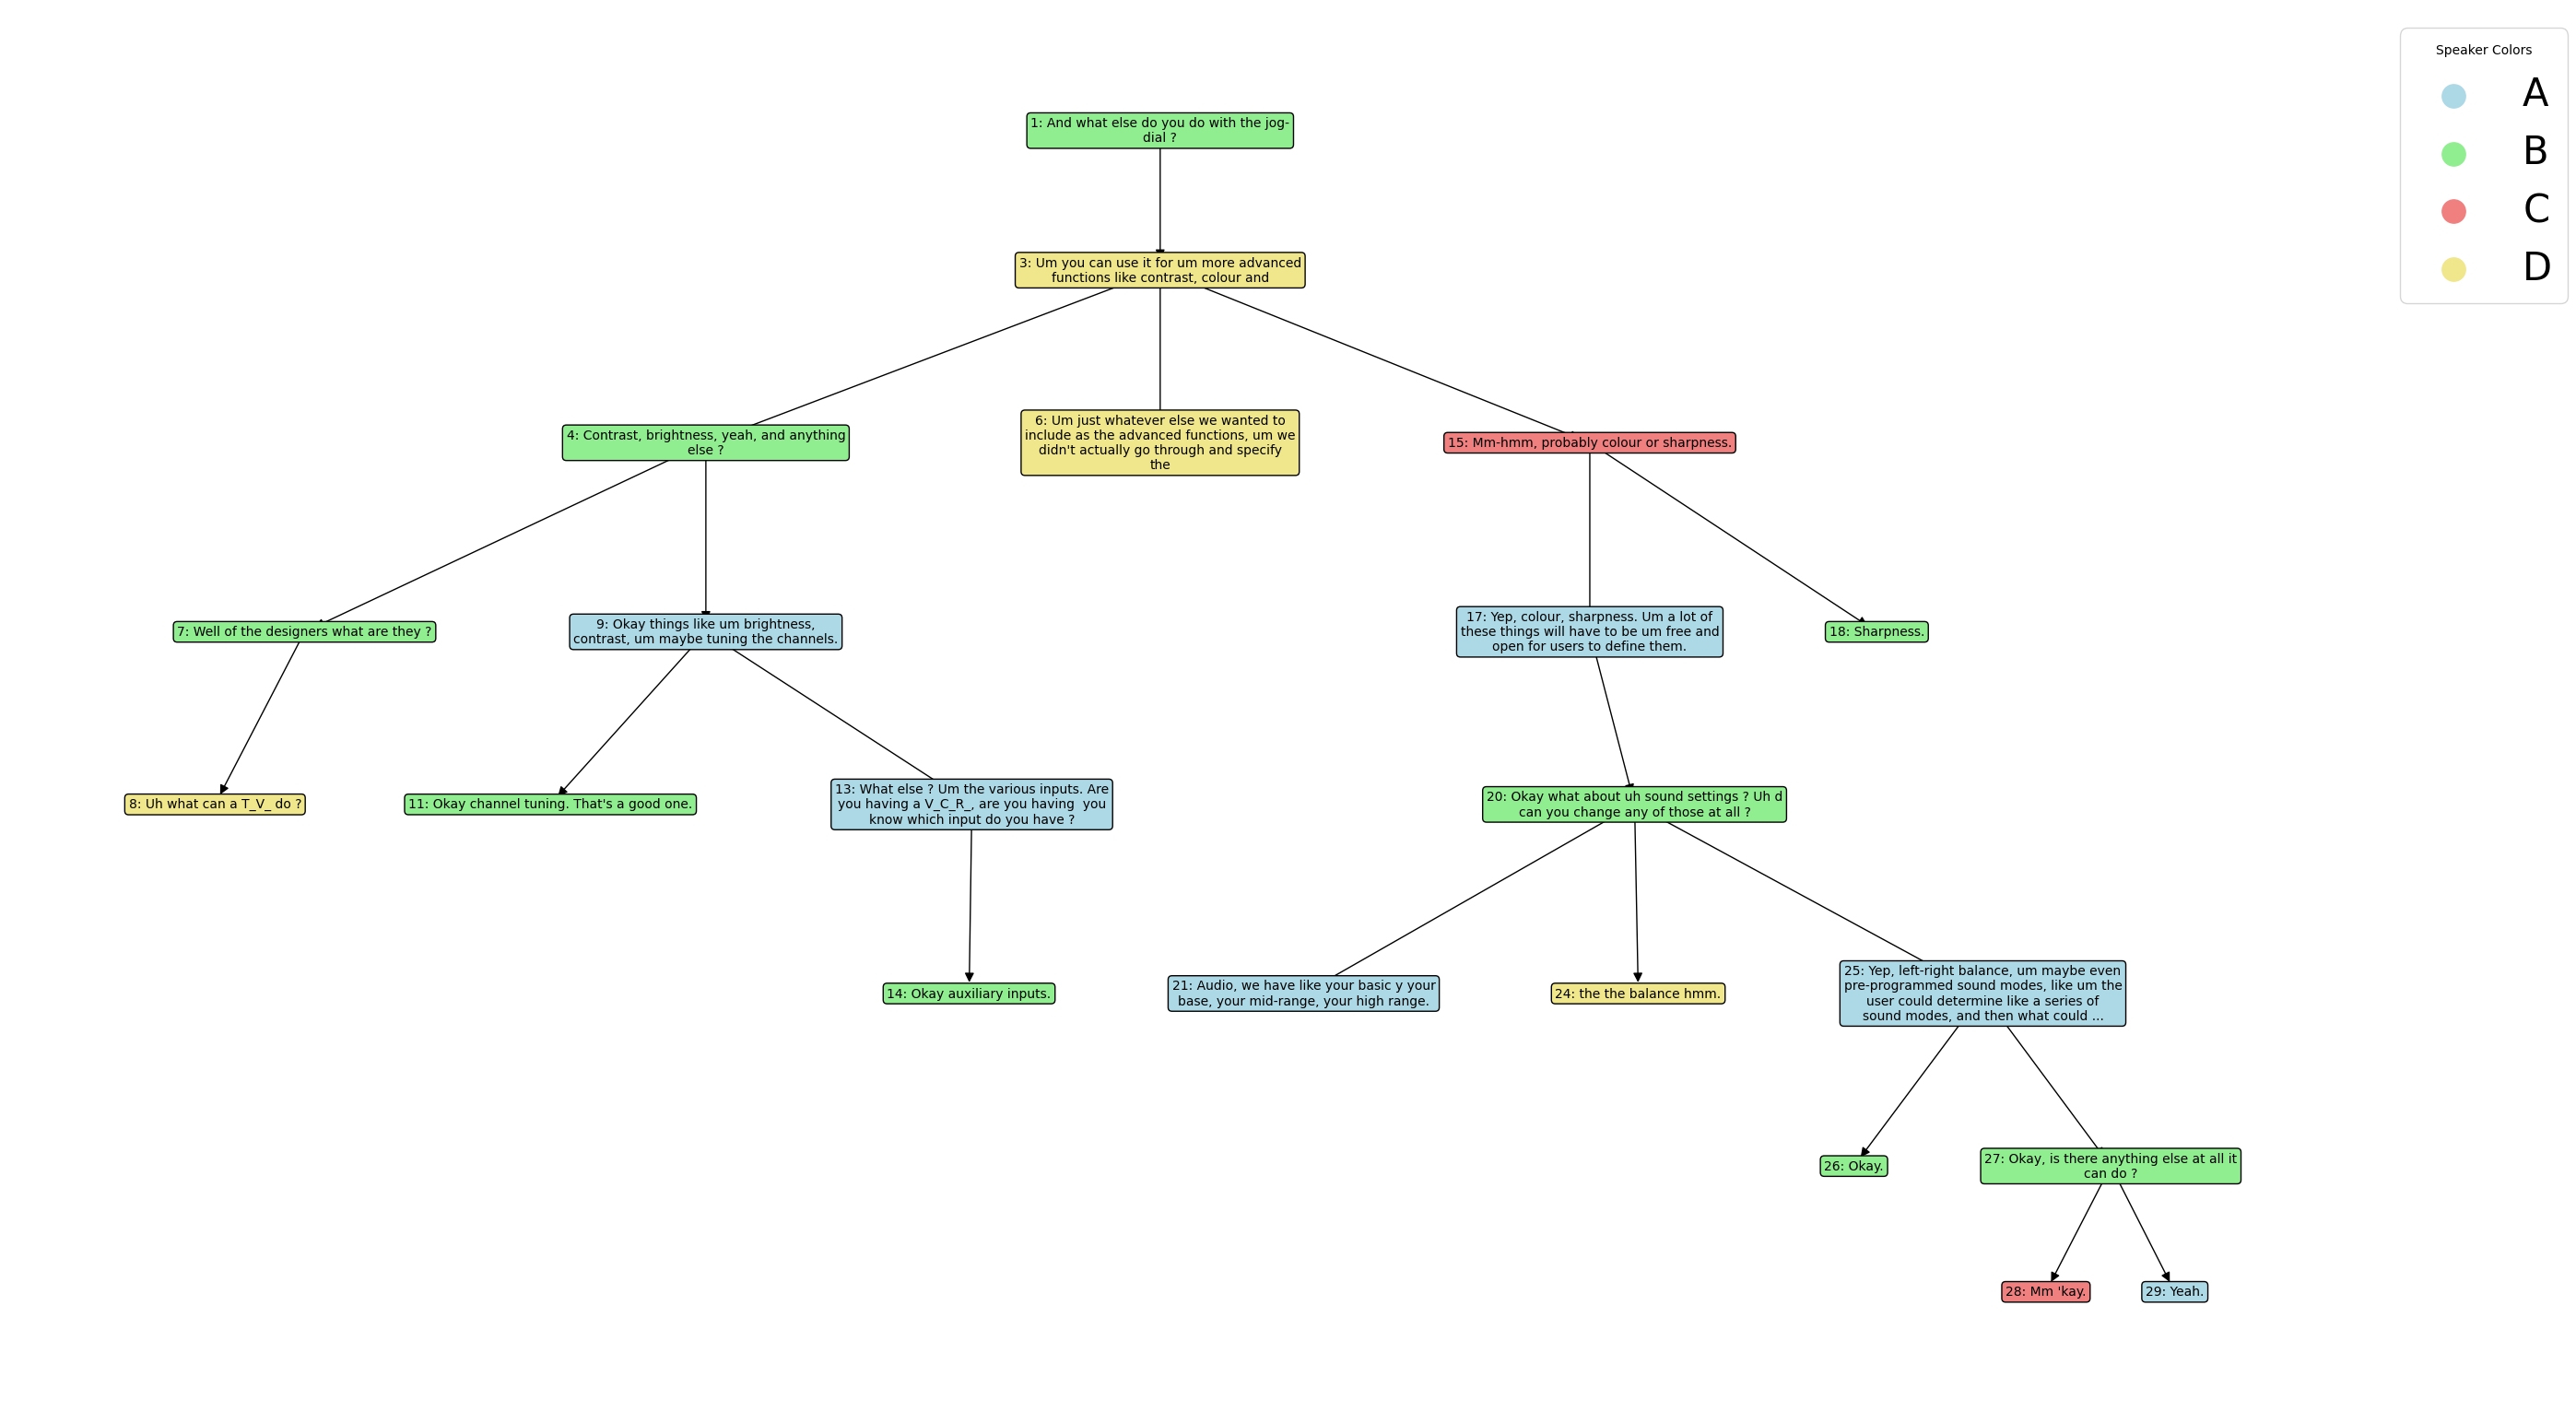 Speaker Colors
A
B
C
D
1: And what else do you do with the jog-
dial ?
3: Um you can use it for um more advanced
functions like contrast, colour and
4: Contrast, brightness, yeah, and anything
else ?
6: Um just whatever else we wanted to
include as the advanced functions, um we
didn't actually go through and specify
the
15: Mm-hmm, probably colour or sharpness.
7: Well of the designers what are they ?
9: Okay things like um brightness,
contrast, um maybe tuning the channels.
17: Yep, colour, sharpness. Um a lot of
these things will have to be um free and
open for users to define them.
18: Sharpness.
8: Uh what can a T_V_ do ?
11: Okay channel tuning. That's a good one.
13: What else ? Um the various inputs. Are
you having a V_C_R_, are you having  you
know which input do you have ?
20: Okay what about uh sound settings ? Uh d
can you change any of those at all ?
14: Okay auxiliary inputs.
21: Audio, we have like your basic y your
base, your mid-range, your high range.
24: the the balance hmm.
25: Yep, left-right balance, um maybe even
pre-programmed sound modes, like um the
user could determine like a series of
sound modes, and then what could ...
26: Okay.
27: Okay, is there anything else at all it
can do ?
28: Mm 'kay.
29: Yeah.